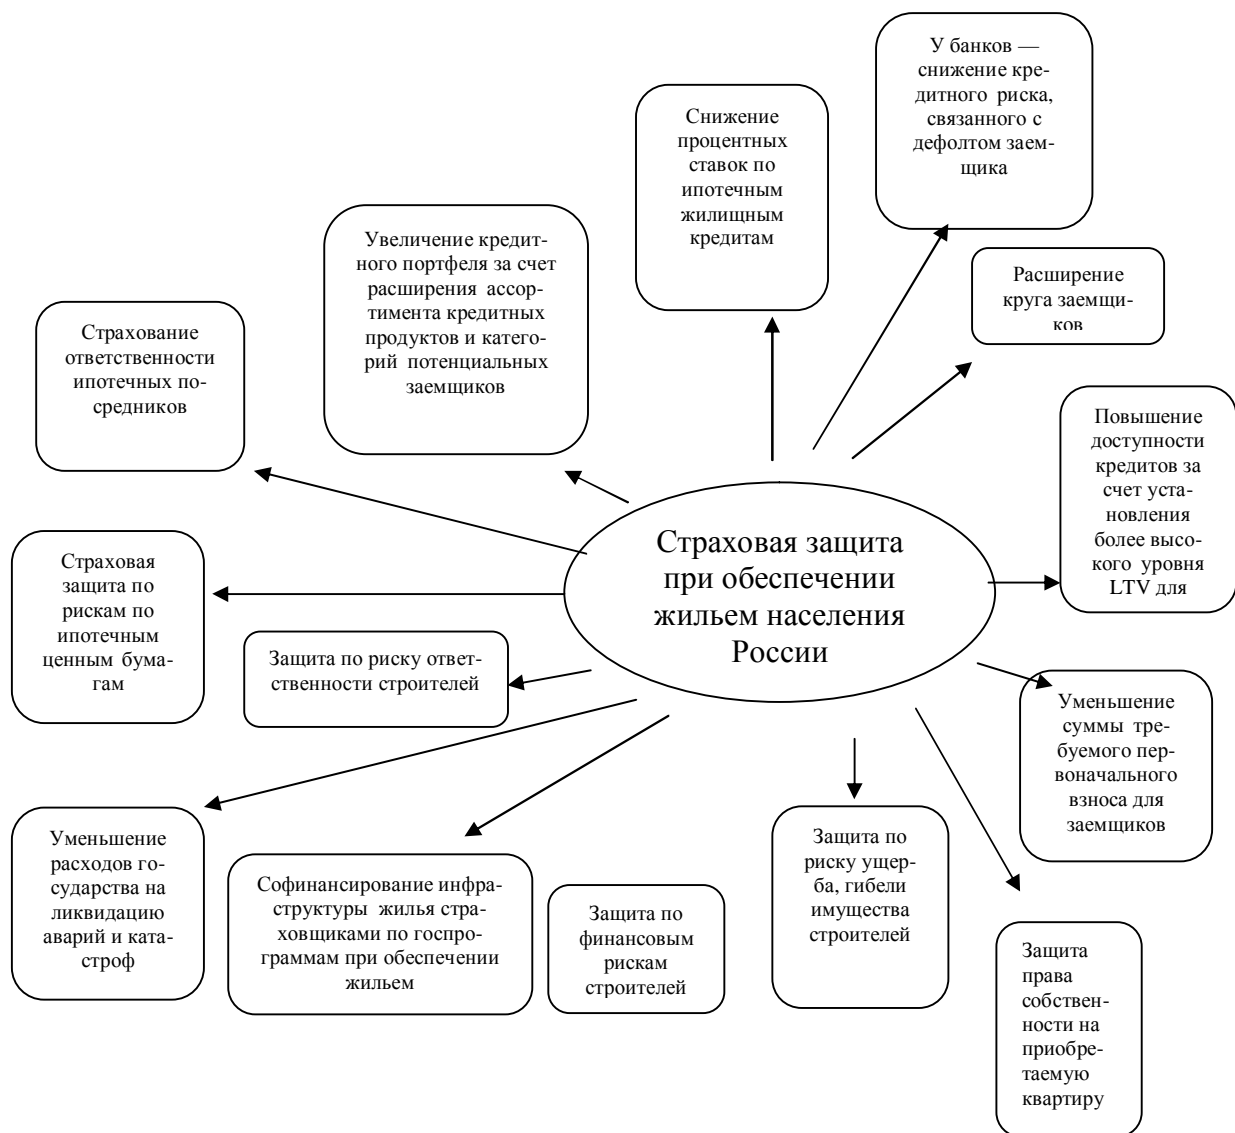 У банков —
снижение кре-
дитного риска,
связанного с
дефолтом заем-
щика
Снижение
процентных
ставок по
ипотечным
жилищным
кредитам
Увеличение кредит-
ного портфеля за счет
расширения ассор-
тимента кредитных
продуктов и катего-
рий потенциальных
заемщиков
Расширение
круга заемщи-
ков
Страхование
ответственности
ипотечных по-
средников
Повышение
доступности
кредитов за
счет уста-
новления
более высо-
кого уровня
LTV для
Страховая защита
при обеспечении
жильем населения
России
Страховая
защита по
рискам по
ипотечным
ценным бума-
гам
Защита по риску ответ-
ственности строителей
Уменьшение
суммы тре-
буемого пер-
воначального
взноса для
заемщиков
Уменьшение
расходов го-
сударства на
ликвидацию
аварий и ката-
строф
Софинансирование инфра-
структуры жилья стра-
ховщиками по госпро-
граммам при обеспечении
жильем
Защита по
финансовым
рискам
строителей
Защита по
риску ущер-
ба, гибели
имущества
строителей
Защита
права
собствен-
ности на
приобре-
таемую
квартиру